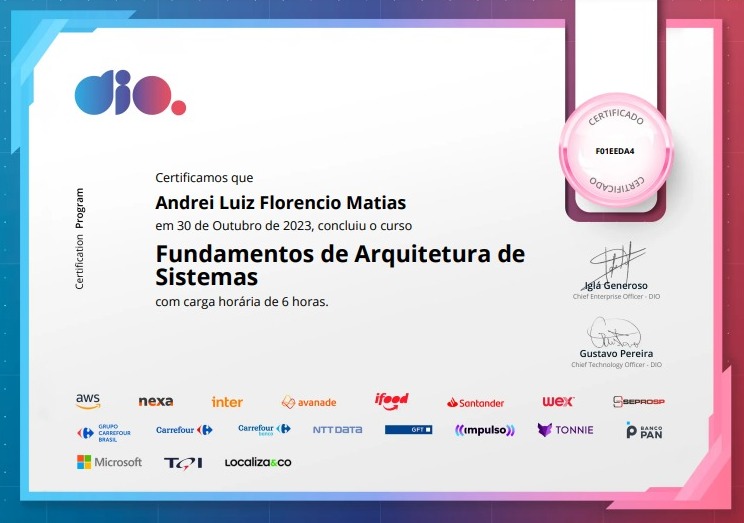 dio.
CERTIFICADO
F01EEDA4
CERTIFICADO
Certification Program
Certificamos que
Andrei Luiz Florencio Matias
em 30 de Outubro de 2023, concluiu o curso
Fundamentos de Arquitetura de
Sistemas
com carga horária de 6 horas.
Iglá Generoso
Chief Enterprise Officer - DIO
Gustavo Pereira
Chief Technology Officer - DIO
aws nexa inter avanade ifood Santander wex SEPROSP
GRUPO CARREFOUR BRASIL Carrefour Carrefour banco NTT DATA GFT impulso TONNIE BANCO PAN
Microsoft TQI LOCALIZA&CO